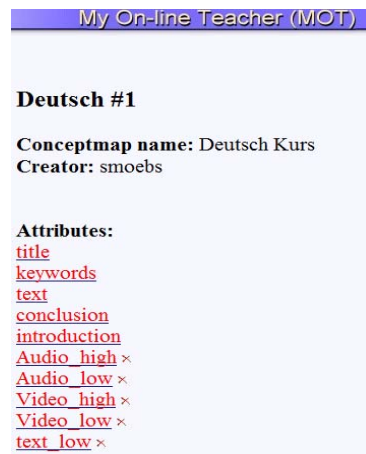 My On-line Teacher (MOT)
Deutsch #1
Conceptmap name: Deutsch Kurs
Creator: smoebs
Attributes:
title
keywords
text
conclusion
introduction
Audio_high ×
Audio_low ×
Video_high ×
Video_low ×
text_low ×